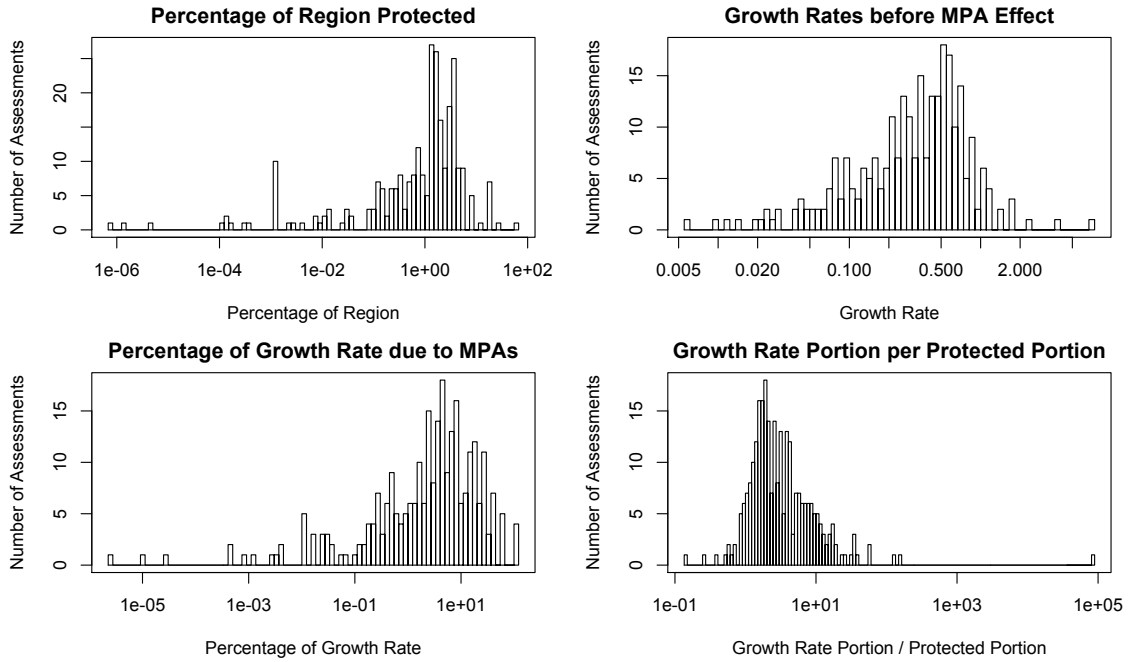 Percentage of Region Protected
Number of Assessments
0 5 10 20
1e-06 1e-04 1e-02 1e+00 1e+02
Percentage of Region
Growth Rates before MPA Effect
Number of Assessments
0 5 10 15
0.005 0.020 0.100 0.500 2.000
Growth Rate
Percentage of Growth Rate due to MPAs
Number of Assessments
0 5 10 15
1e-05 1e-03 1e-01 1e+01
Percentage of Growth Rate
Growth Rate Portion per Protected Portion
Number of Assessments
0 5 10 15
1e-01 1e+01 1e+03 1e+05
Growth Rate Portion / Protected Portion